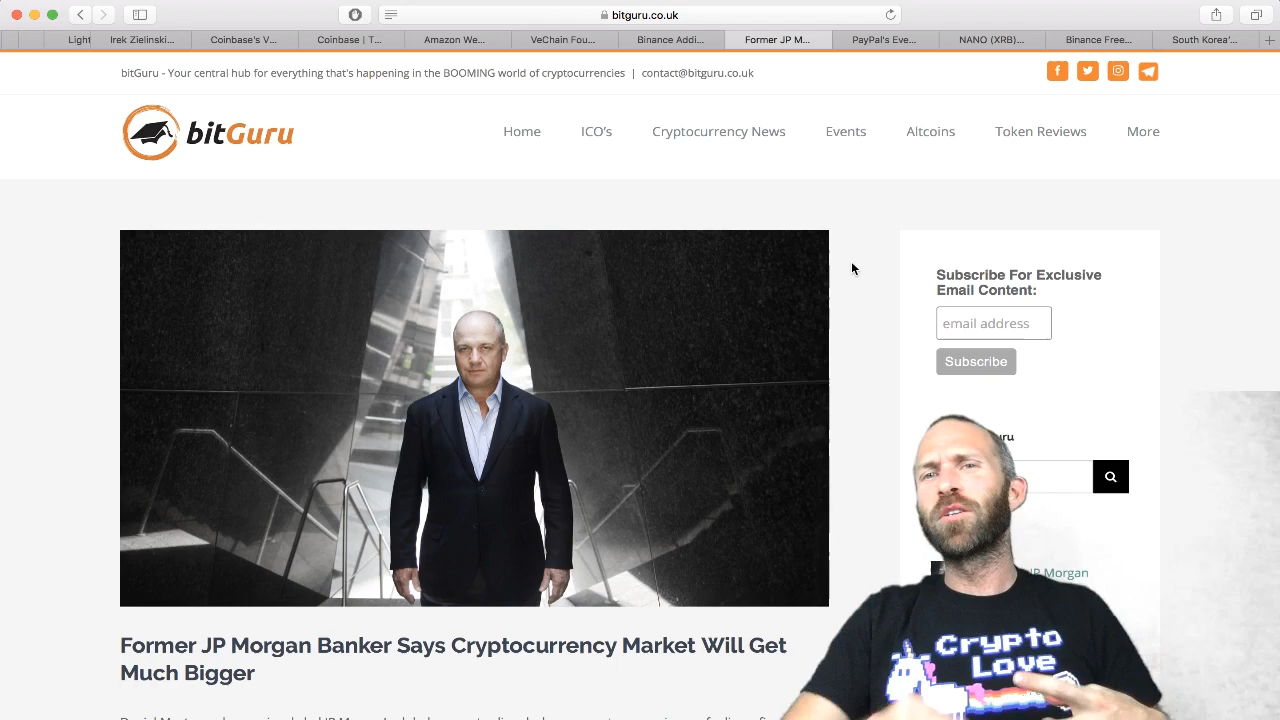 bitguru.co.uk
Light Irek Zielinski... Coinbase's V... Coinbase | T... Amazon We... VeChain Fou... Binance Addi... Former JP M... PayPal's Eve... NANO (XRB)... Binance Free... South Korea'...
bitGuru - Your central hub for everything that's happening in the BOOMING world of cryptocurrencies | contact@bitguru.co.uk
bitGuru
Home ICO's Cryptocurrency News Events Altcoins Token Reviews More
Subscribe For Exclusive
Email Content:
email address
Subscribe
JP Morgan
Crypto
Love
Former JP Morgan Banker Says Cryptocurrency Market Will Get
Much Bigger